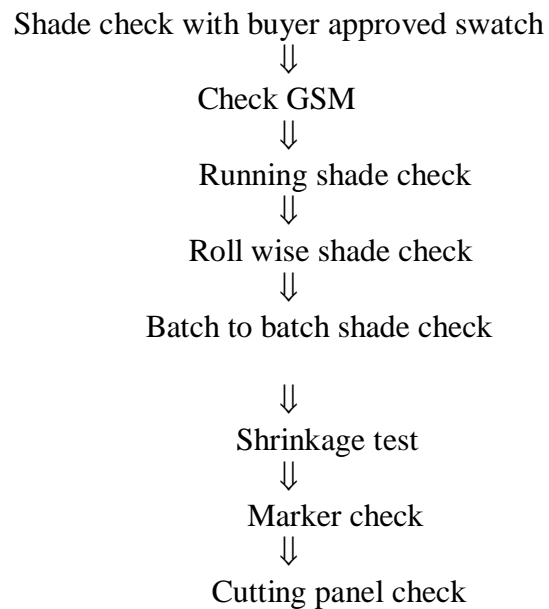 Shade check with buyer approved swatch
⇓
Check GSM
⇓
Running shade check
⇓
Roll wise shade check
⇓
Batch to batch shade check
⇓
Shrinkage test
⇓
Marker check
⇓
Cutting panel check